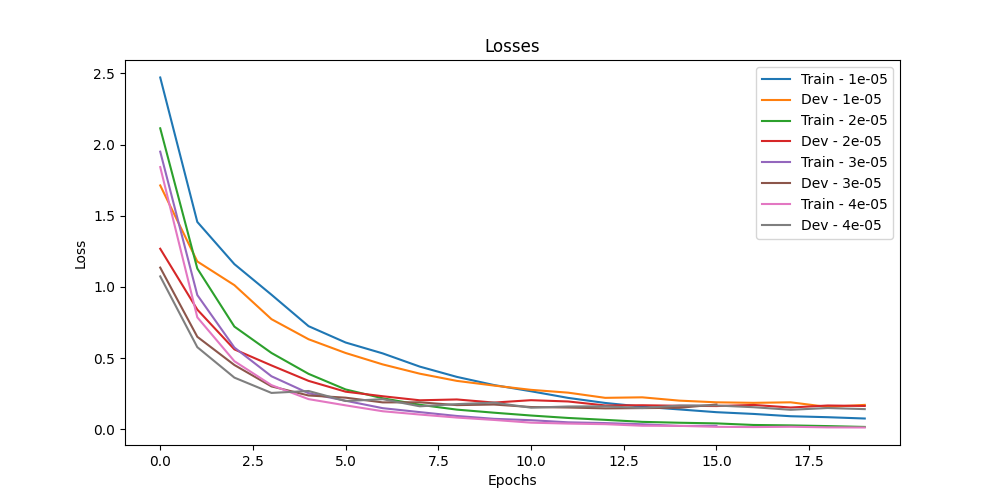 Losses
2.5
2.0
1.5
1.0
0.5
0.0
Loss
0.0 2.5 5.0 7.5 10.0 12.5 15.0 17.5
Epochs
Train - 1e-05
Dev - 1e-05
Train - 2e-05
Dev - 2e-05
Train - 3e-05
Dev - 3e-05
Train - 4e-05
Dev - 4e-05